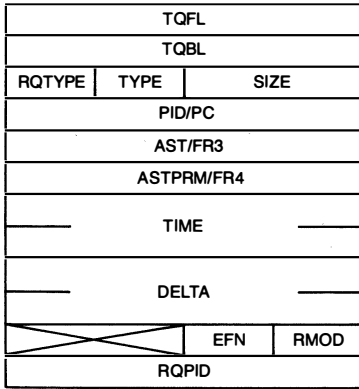 TQFL
TQBL
RQTYPE TYPE SIZE
PID/PC
AST/FR3
ASTPRM/FR4
TIME
DELTA
EFN RMOD
RQPID